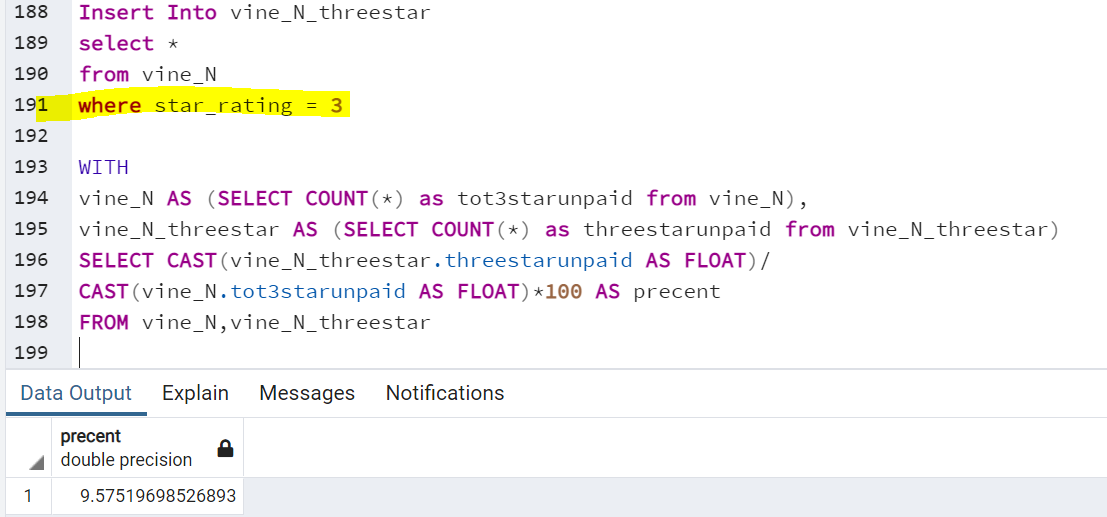 188 Insert Into vine_N_threestar
189 select *
190 from vine_N
191 where star_rating = 3
192
193 WITH
194 vine_N AS (SELECT COUNT(*) as tot3starunpaid from vine_N),
195 vine_N_threestar AS (SELECT COUNT(*) as threestarunpaid from vine_N_threestar)
196 SELECT CAST(vine_N_threestar.threestarunpaid AS FLOAT)/
197 CAST(vine_N.tot3starunpaid AS FLOAT)*100 AS precent
198 FROM vine_N,vine_N_threestar
199
Data Output Explain Messages Notifications
precent
double precision
1 9.57519698526893